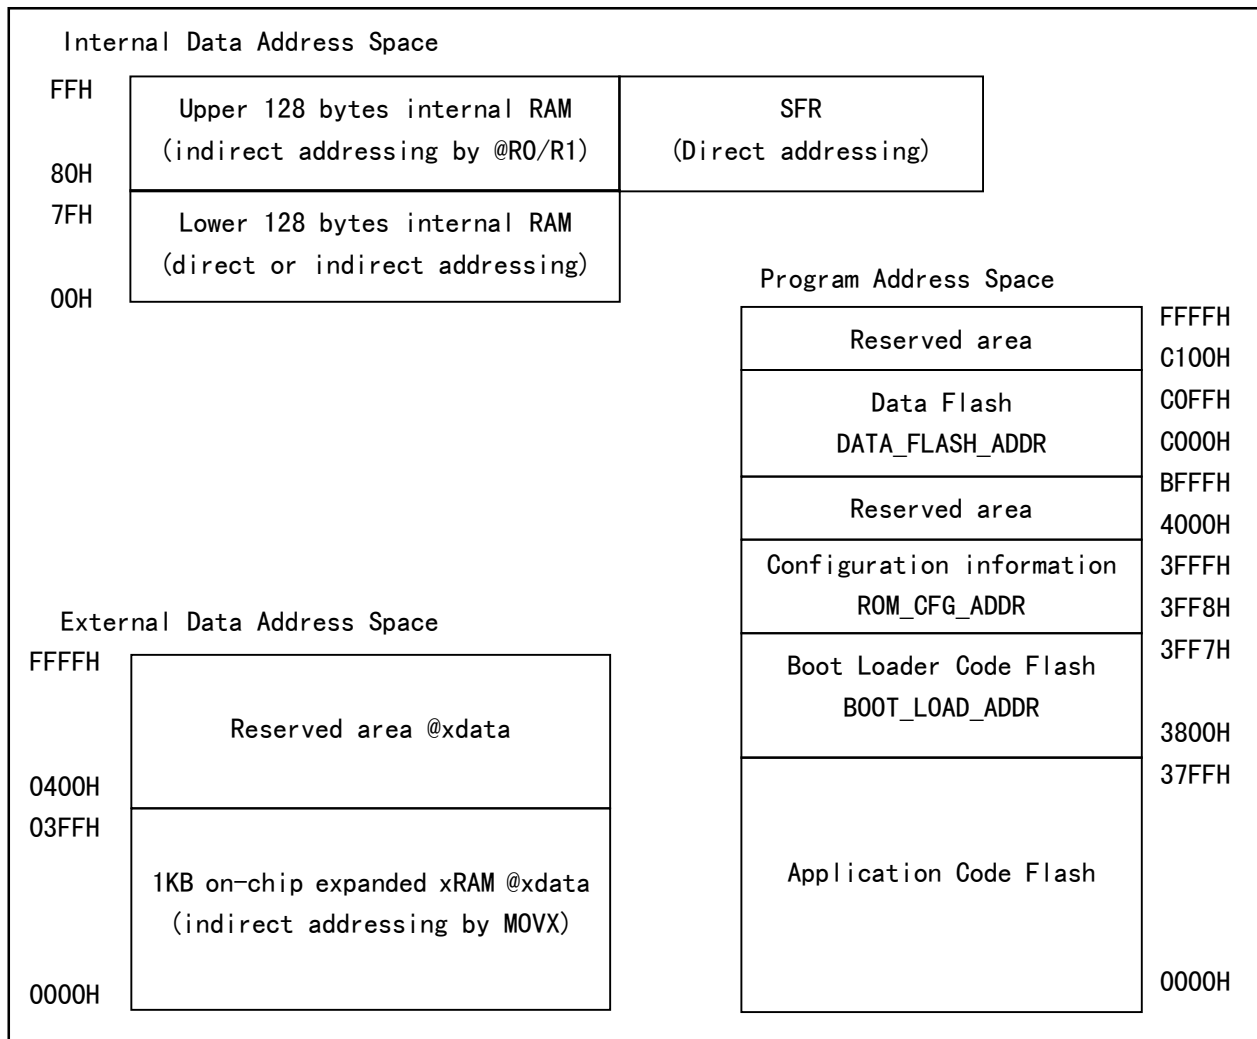 Internal Data Address Space
FFH
Upper 128 bytes internal RAM
(indirect addressing by @R0/R1)
80H
SFR
(Direct addressing)
7FH
Lower 128 bytes internal RAM
(direct or indirect addressing)
00H
Program Address Space
FFFFH
Reserved area
C100H
Data Flash
C0FFH
DATA_FLASH_ADDR
C000H
BFFFH
Reserved area
4000H
Configuration information
3FFFH
ROM_CFG_ADDR
3FF8H
Boot Loader Code Flash
3FF7H
BOOT_LOAD_ADDR
3800H
37FFH
Application Code Flash
0000H
External Data Address Space
FFFFH
Reserved area @xdata
0400H
03FFH
1KB on-chip expanded xRAM @xdata
(indirect addressing by MOVX)
0000H